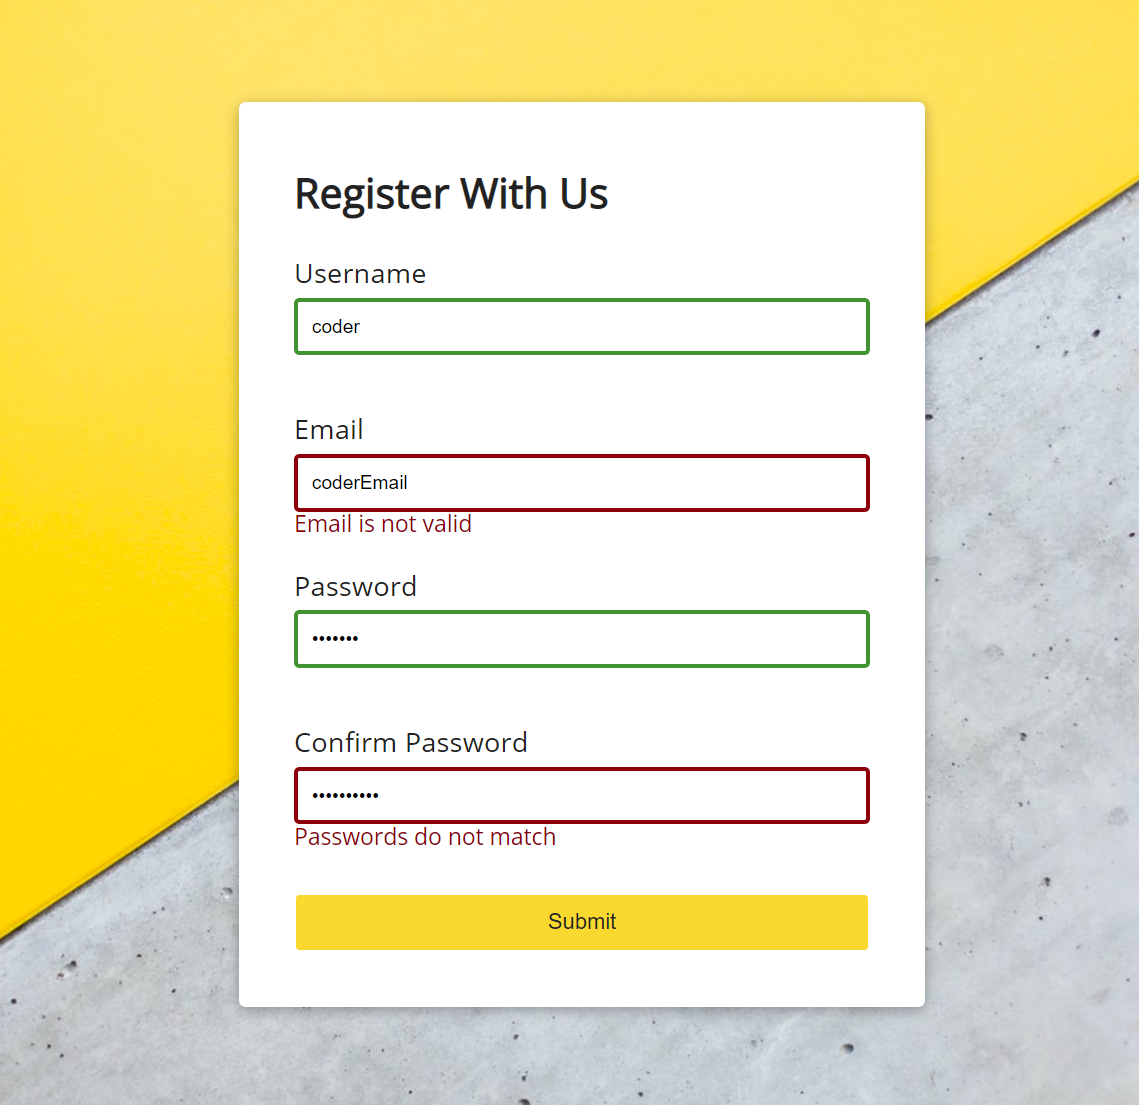 Register With Us
Username
coder
Email
coderEmail
Email is not valid
Password
•••••••
Confirm Password
••••••••••
Passwords do not match
Submit